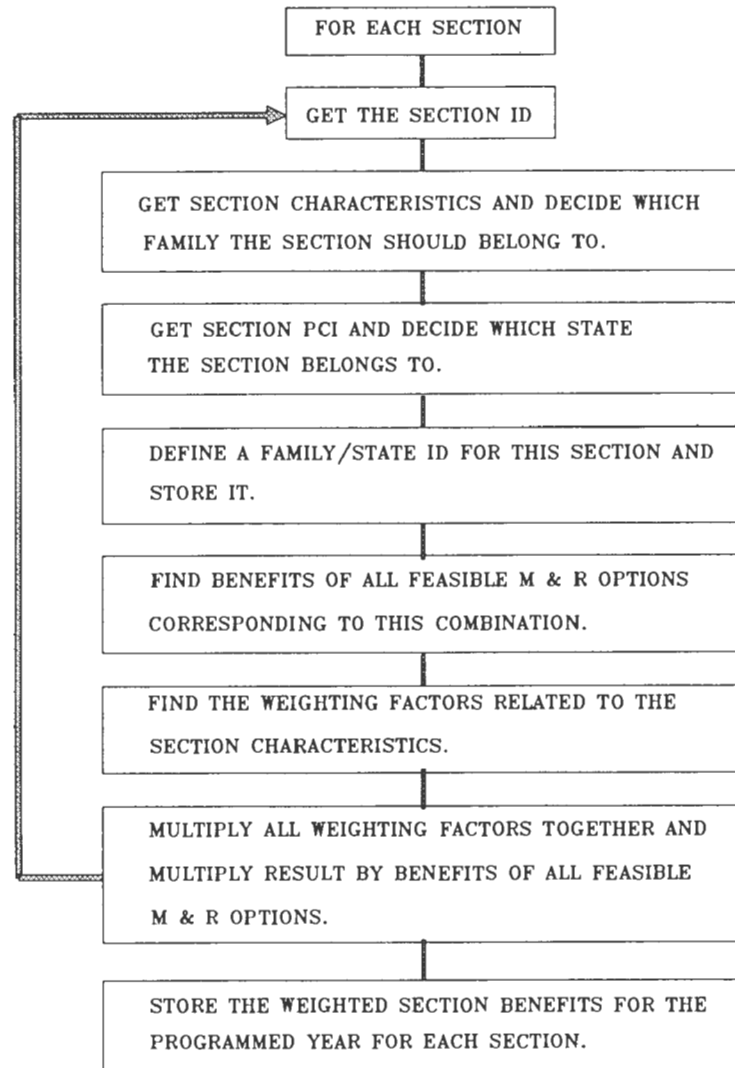 FOR EACH SECTION
GET THE SECTION ID
GET SECTION CHARACTERISTICS AND DECIDE WHICH
FAMILY THE SECTION SHOULD BELONG TO.
GET SECTION PCI AND DECIDE WHICH STATE
THE SECTION BELONGS TO.
DEFINE A FAMILY/STATE ID FOR THIS SECTION AND
STORE IT.
FIND BENEFITS OF ALL FEASIBLE M & R OPTIONS
CORRESPONDING TO THIS COMBINATION.
FIND THE WEIGHTING FACTORS RELATED TO THE
SECTION CHARACTERISTICS.
MULTIPLY ALL WEIGHTING FACTORS TOGETHER AND
MULTIPLY RESULT BY BENEFITS OF ALL FEASIBLE
M & R OPTIONS.
STORE THE WEIGHTED SECTION BENEFITS FOR THE
PROGRAMMED YEAR FOR EACH SECTION.